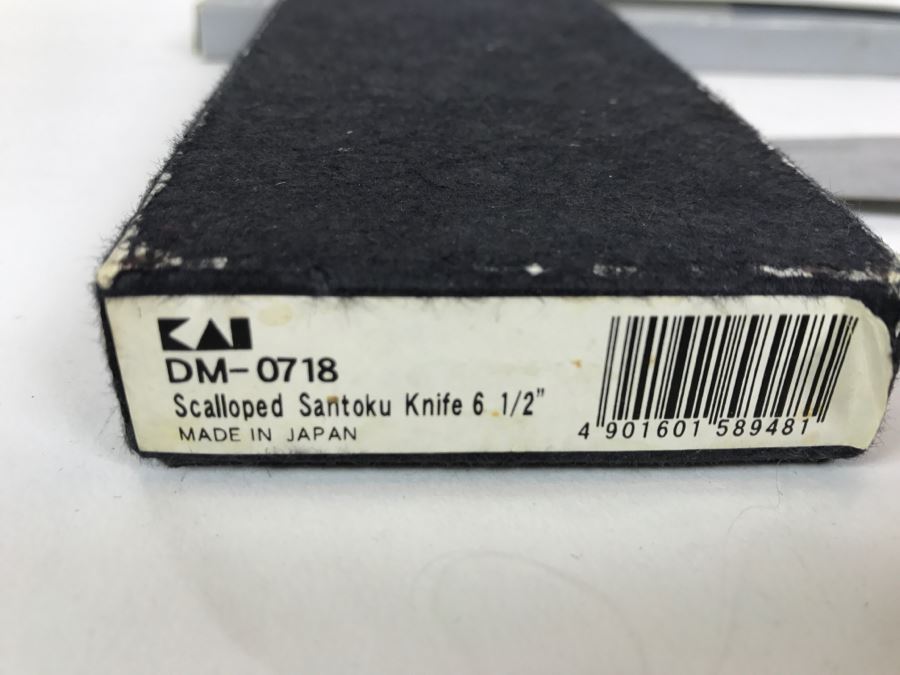 KAI
DM-0718
Scalloped Santoku Knife 6 1/2"
MADE IN JAPAN
4 901601 589481